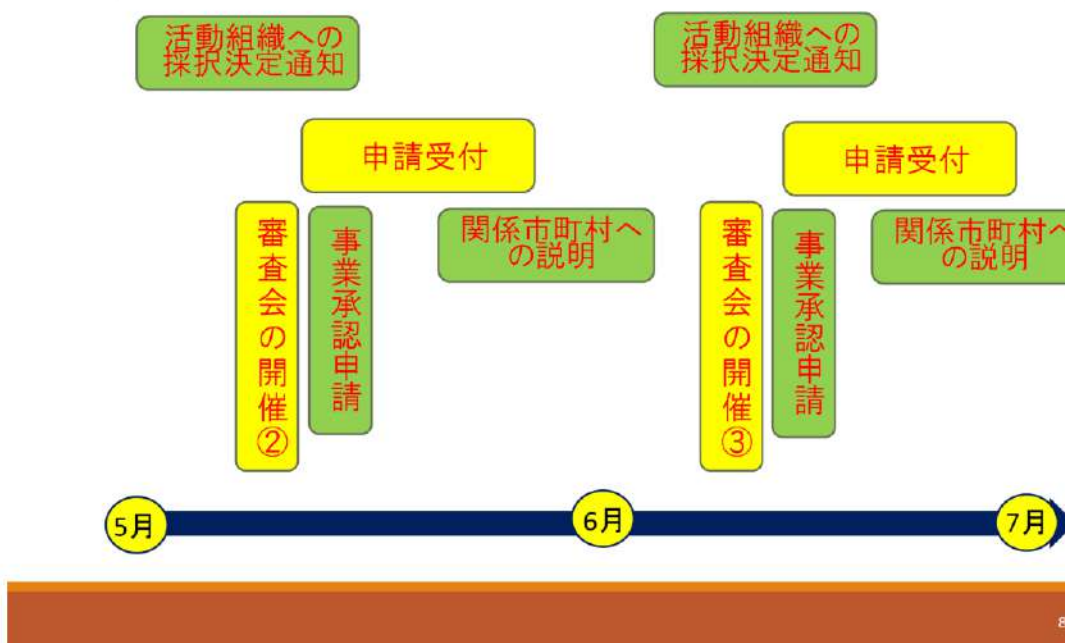 活動組織への
採択決定通知
活動組織への
採択決定通知
申請受付
申請受付
審査会の開催②
事業承認申請
関係市町村へ
の説明
審査会の開催③
事業承認申請
関係市町村へ
の説明
5月
6月
7月
8